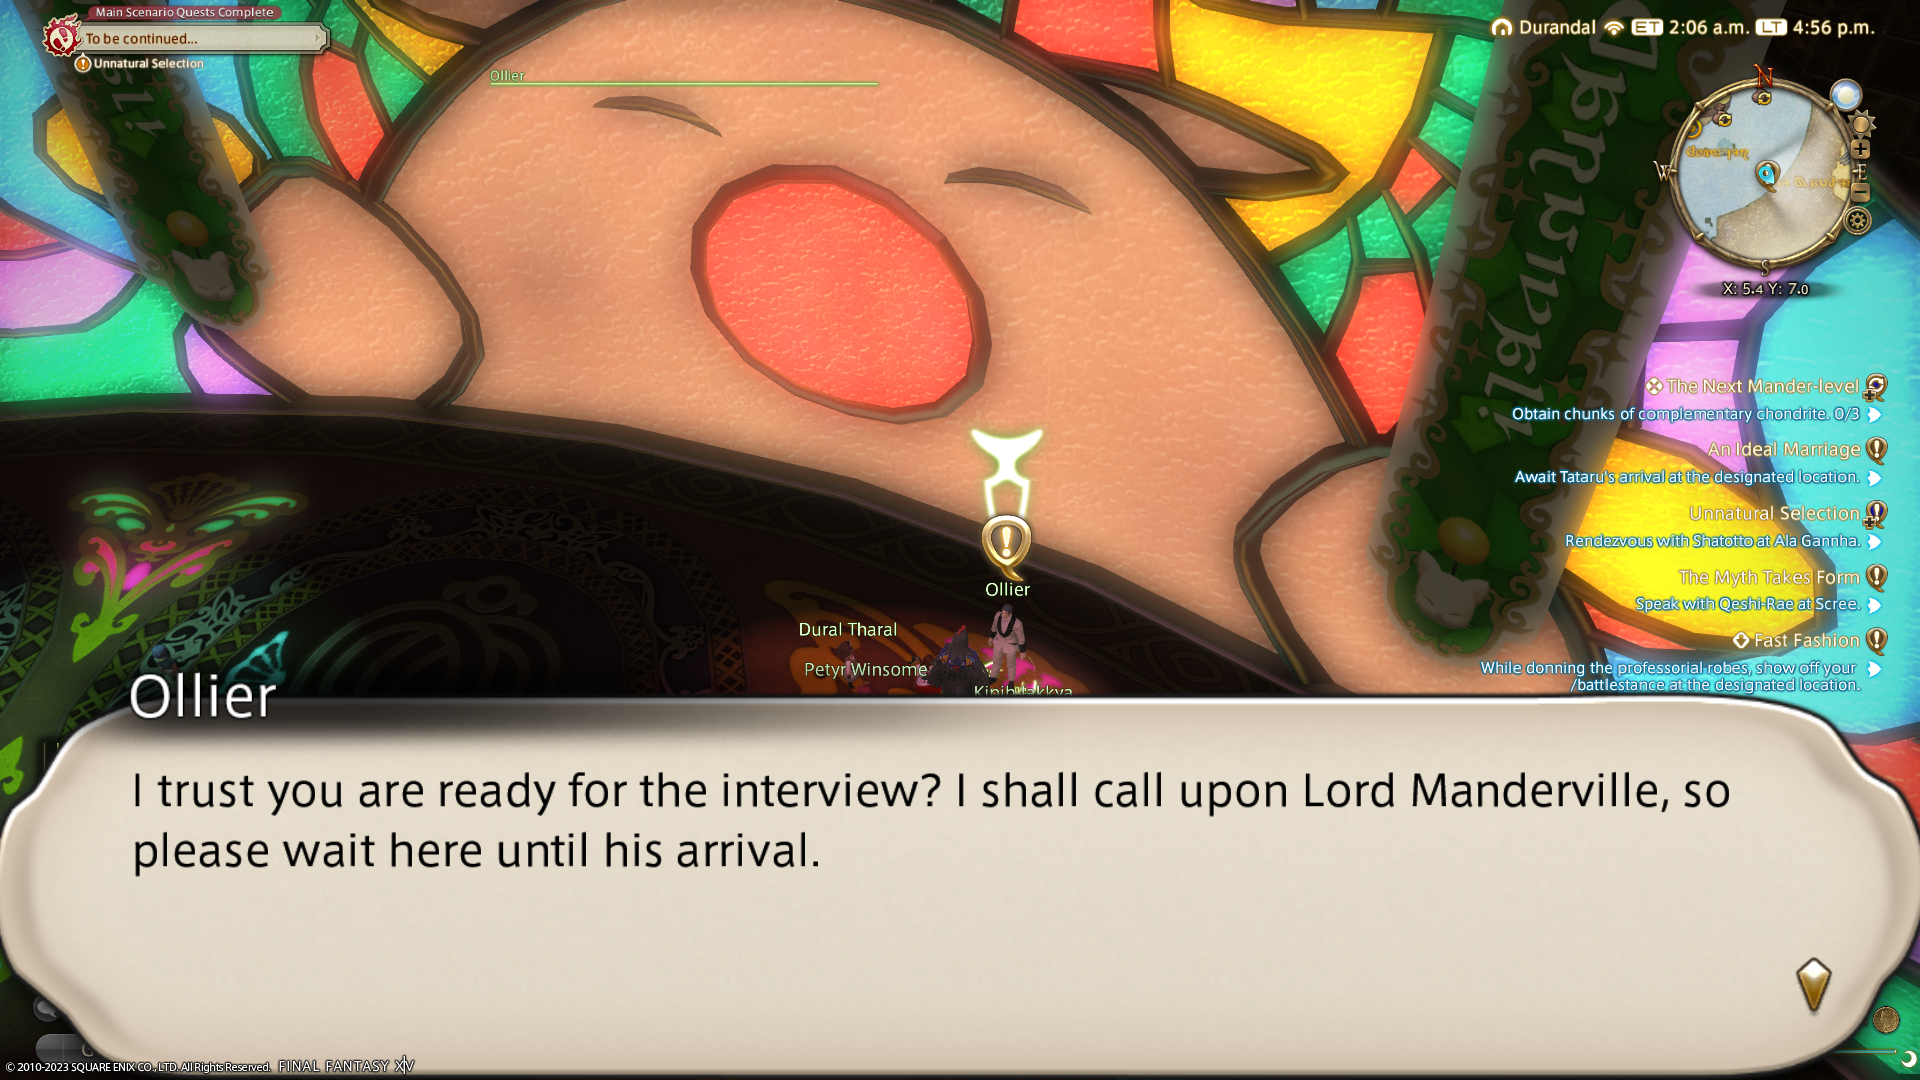 Main Scenario Quests Complete
To be continued...
Unnatural Selection
Ollier
Durandal ET 2:06 a.m. LT 4:56 p.m.
N
W
E
S
X: 5.4 Y: 7.0
The Next Mander-level
Obtain chunks of complementary chondrite. 0/3
An Ideal Marriage
Await Tataru's arrival at the designated location.
Unnatural Selection
Rendezvous with Shatotto at Ala Gannha.
The Myth Takes Form
Speak with Qeshi-Rae at Scree.
Fast Fashion
While donning the professorial robes, show off your
/battlestance at the designated location.
Ollier
Dural Tharal
Petyr Winsome
Ollier
I trust you are ready for the interview? I shall call upon Lord Manderville, so
please wait here until his arrival.
© 2010-2023 SQUARE ENIX CO., LTD. All Rights Reserved. FINAL FANTASY XIV